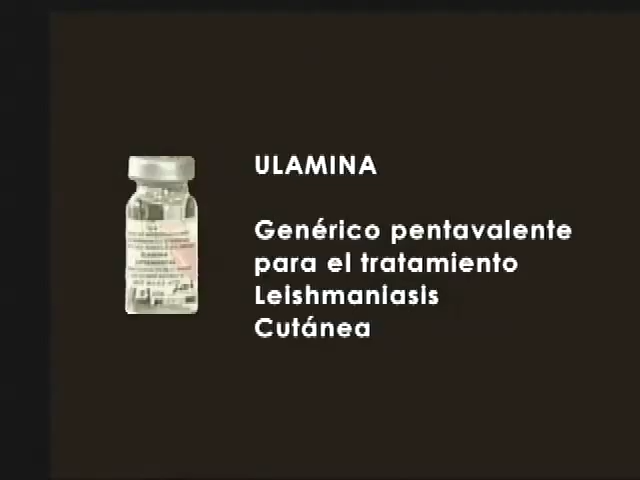 ULAMINA
Genérico pentavalente
para el tratamiento
Leishmaniasis
Cutánea